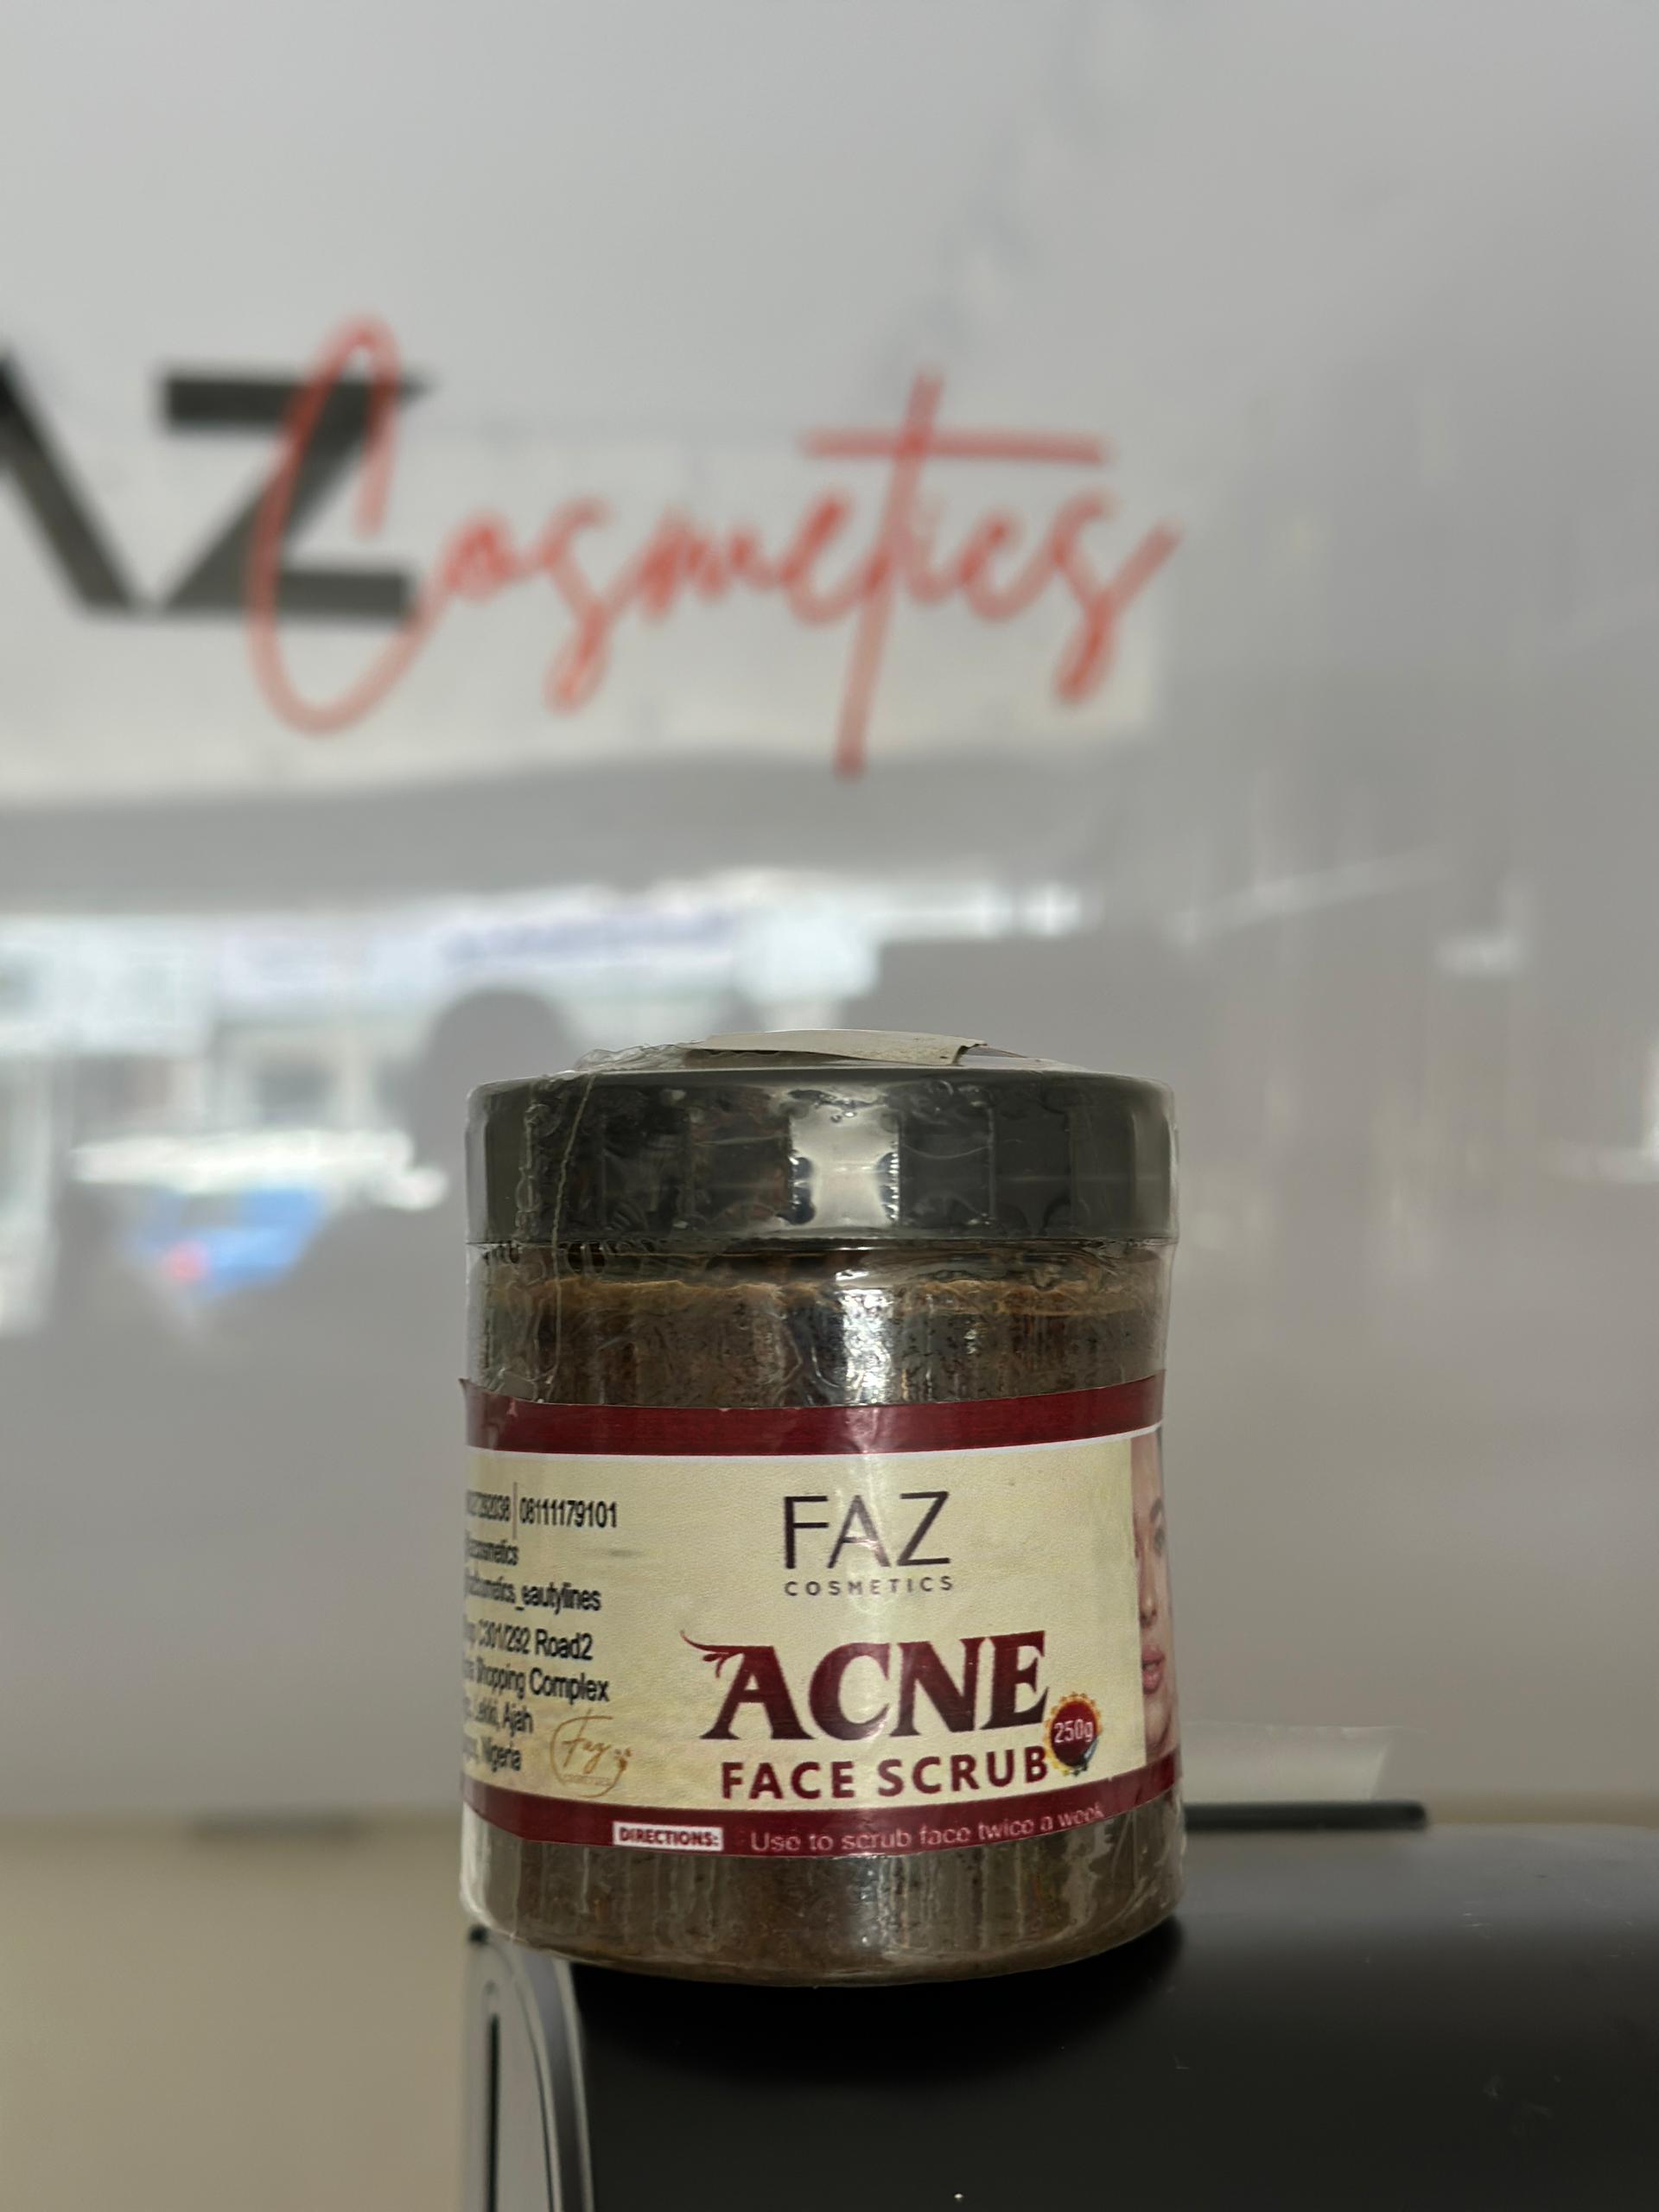 AZ Cosmetics
08111179101
Road2
Shopping Complex
Ajah
Nigeria
Faz
FAZ
COSMETICS
ACNE
250g
FACE SCRUB
DIRECTIONS: Use to scrub face twice a week